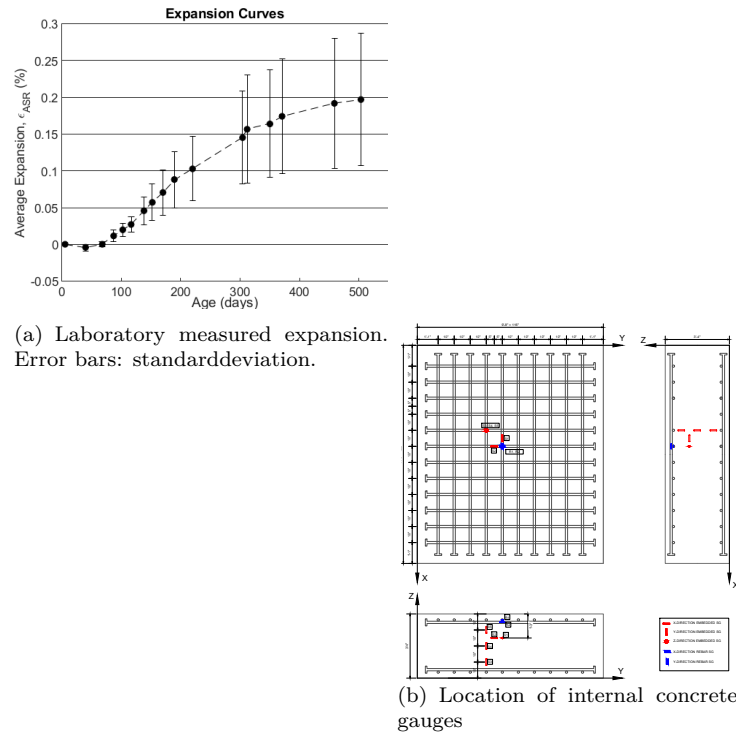 Expansion Curves
Average Expansion, ϵASR (%)
0.3
0.25
0.2
0.15
0.1
0.05
0
-0.05
0
100
200
300
400
500
Age (days)
(a) Laboratory measured expansion.
Error bars: standarddeviation.
Y
X
Z
X
Z
Y
X-DIRECTION EMBEDDED SG
Y-DIRECTION EMBEDDED SG
Z-DIRECTION EMBEDDED SG
X-DIRECTION REBAR SG
Y-DIRECTION REBAR SG
(b) Location of internal concrete
gauges